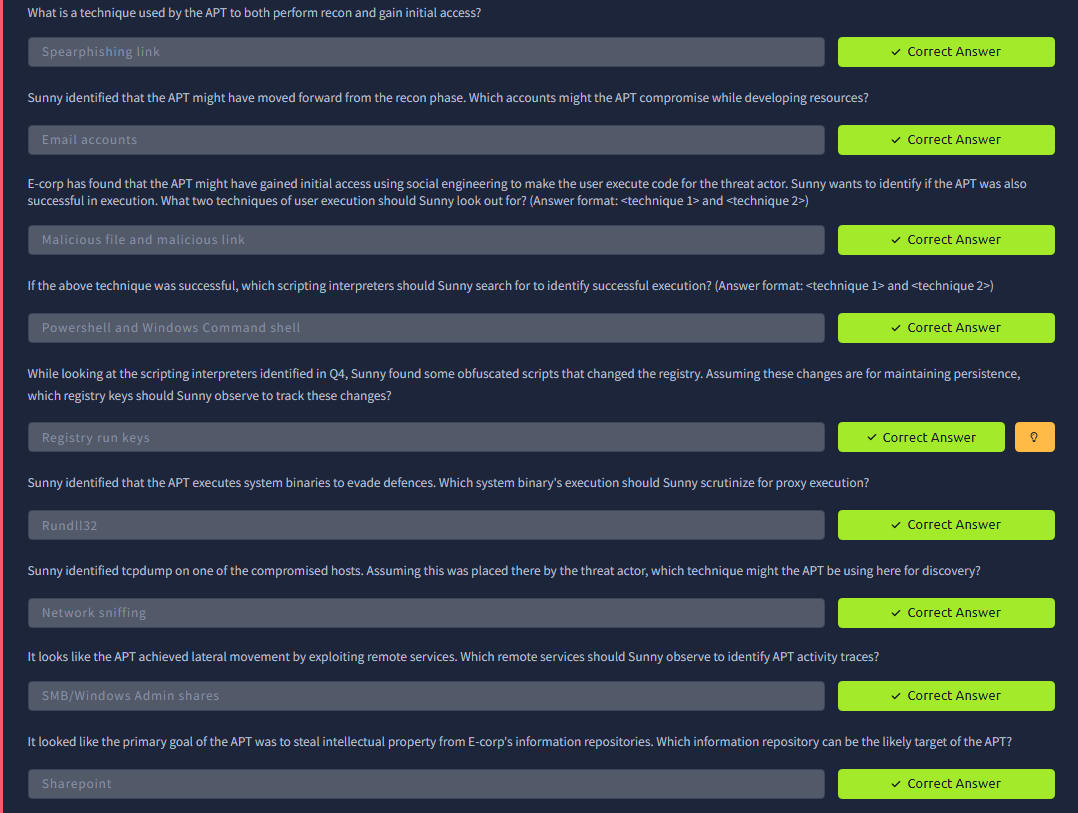 What is a technique used by the APT to both perform recon and gain initial access?
Spearphishing link
✓ Correct Answer
Sunny identified that the APT might have moved forward from the recon phase. Which accounts might the APT compromise while developing resources?
Email accounts
✓ Correct Answer
E-corp has found that the APT might have gained initial access using social engineering to make the user execute code for the threat actor. Sunny wants to identify if the APT was also
successful in execution. What two techniques of user execution should Sunny look out for? (Answer format: <technique 1> and <technique 2>)
Malicious file and malicious link
✓ Correct Answer
If the above technique was successful, which scripting interpreters should Sunny search for to identify successful execution? (Answer format: <technique 1> and <technique 2>)
Powershell and Windows Command shell
✓ Correct Answer
While looking at the scripting interpreters identified in Q4, Sunny found some obfuscated scripts that changed the registry. Assuming these changes are for maintaining persistence,
which registry keys should Sunny observe to track these changes?
Registry run keys
✓ Correct Answer
Sunny identified that the APT executes system binaries to evade defences. Which system binary's execution should Sunny scrutinize for proxy execution?
Rundll32
✓ Correct Answer
Sunny identified tcpdump on one of the compromised hosts. Assuming this was placed there by the threat actor, which technique might the APT be using here for discovery?
Network sniffing
✓ Correct Answer
It looks like the APT achieved lateral movement by exploiting remote services. Which remote services should Sunny observe to identify APT activity traces?
SMB/Windows Admin shares
✓ Correct Answer
It looked like the primary goal of the APT was to steal intellectual property from E-corp's information repositories. Which information repository can be the likely target of the APT?
Sharepoint
✓ Correct Answer